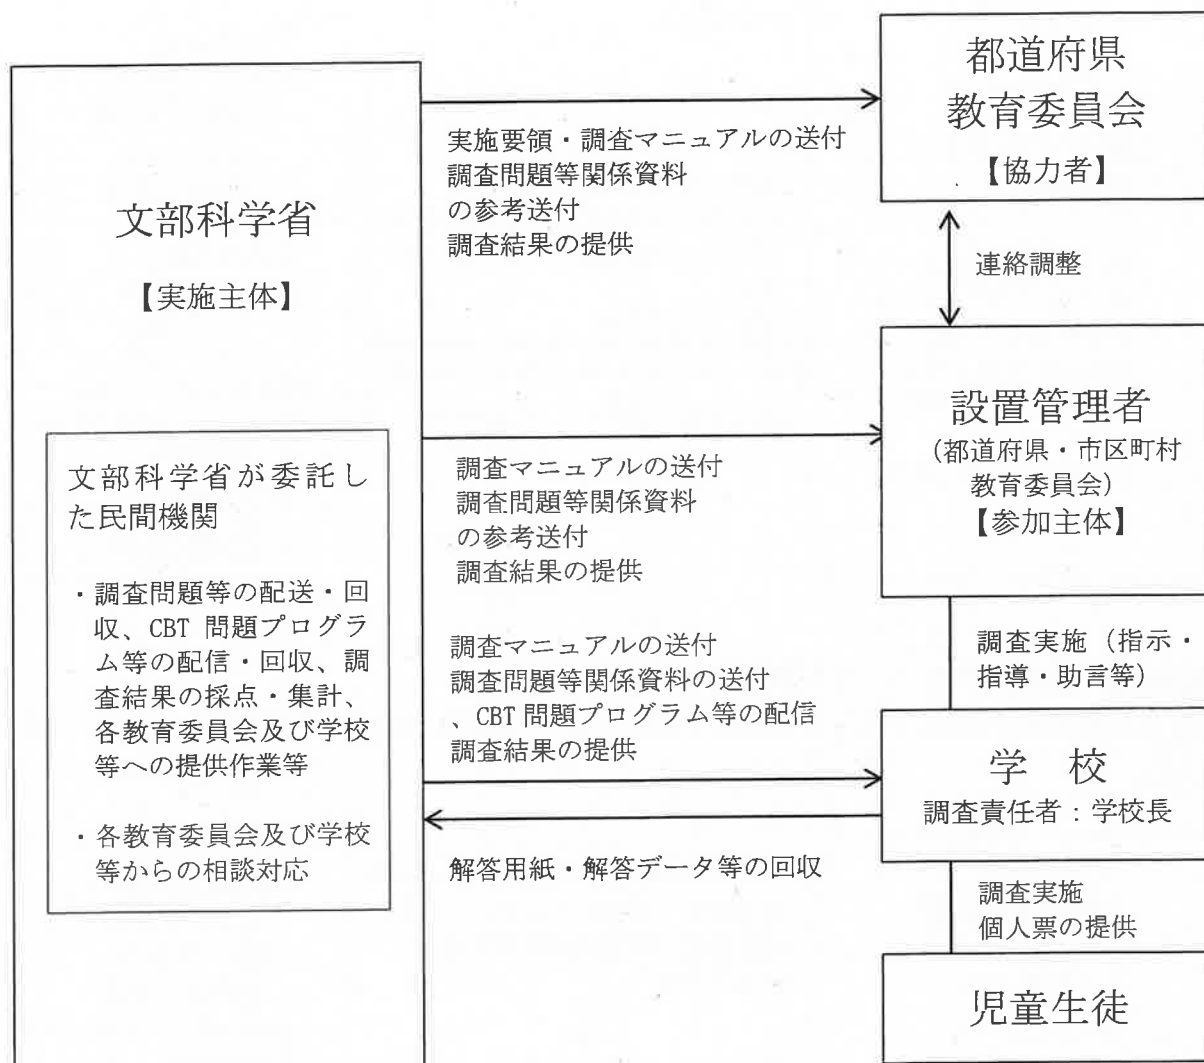 文部科学省
【実施主体】
文部科学省が委託し
た民間機関
・調査問題等の配送・回
収、CBT 問題プログラ
ム等の配信・回収、調
査結果の採点・集計、
各教育委員会及び学校
等への提供作業等
・各教育委員会及び学校
等からの相談対応
実施要領・調査マニュアルの送付
調査問題等関係資料
の参考送付
調査結果の提供
都道府県
教育委員会
【協力者】
連絡調整
調査マニュアルの送付
調査問題等関係資料
の参考送付
調査結果の提供
設置管理者
(都道府県・市区町村
教育委員会)
【参加主体】
調査実施（指示・
指導・助言等）
調査マニュアルの送付
調査問題等関係資料の送付
、CBT 問題プログラム等の配信
調査結果の提供
学 校
調査責任者：学校長
解答用紙・解答データ等の回収
調査実施
個人票の提供
児童生徒